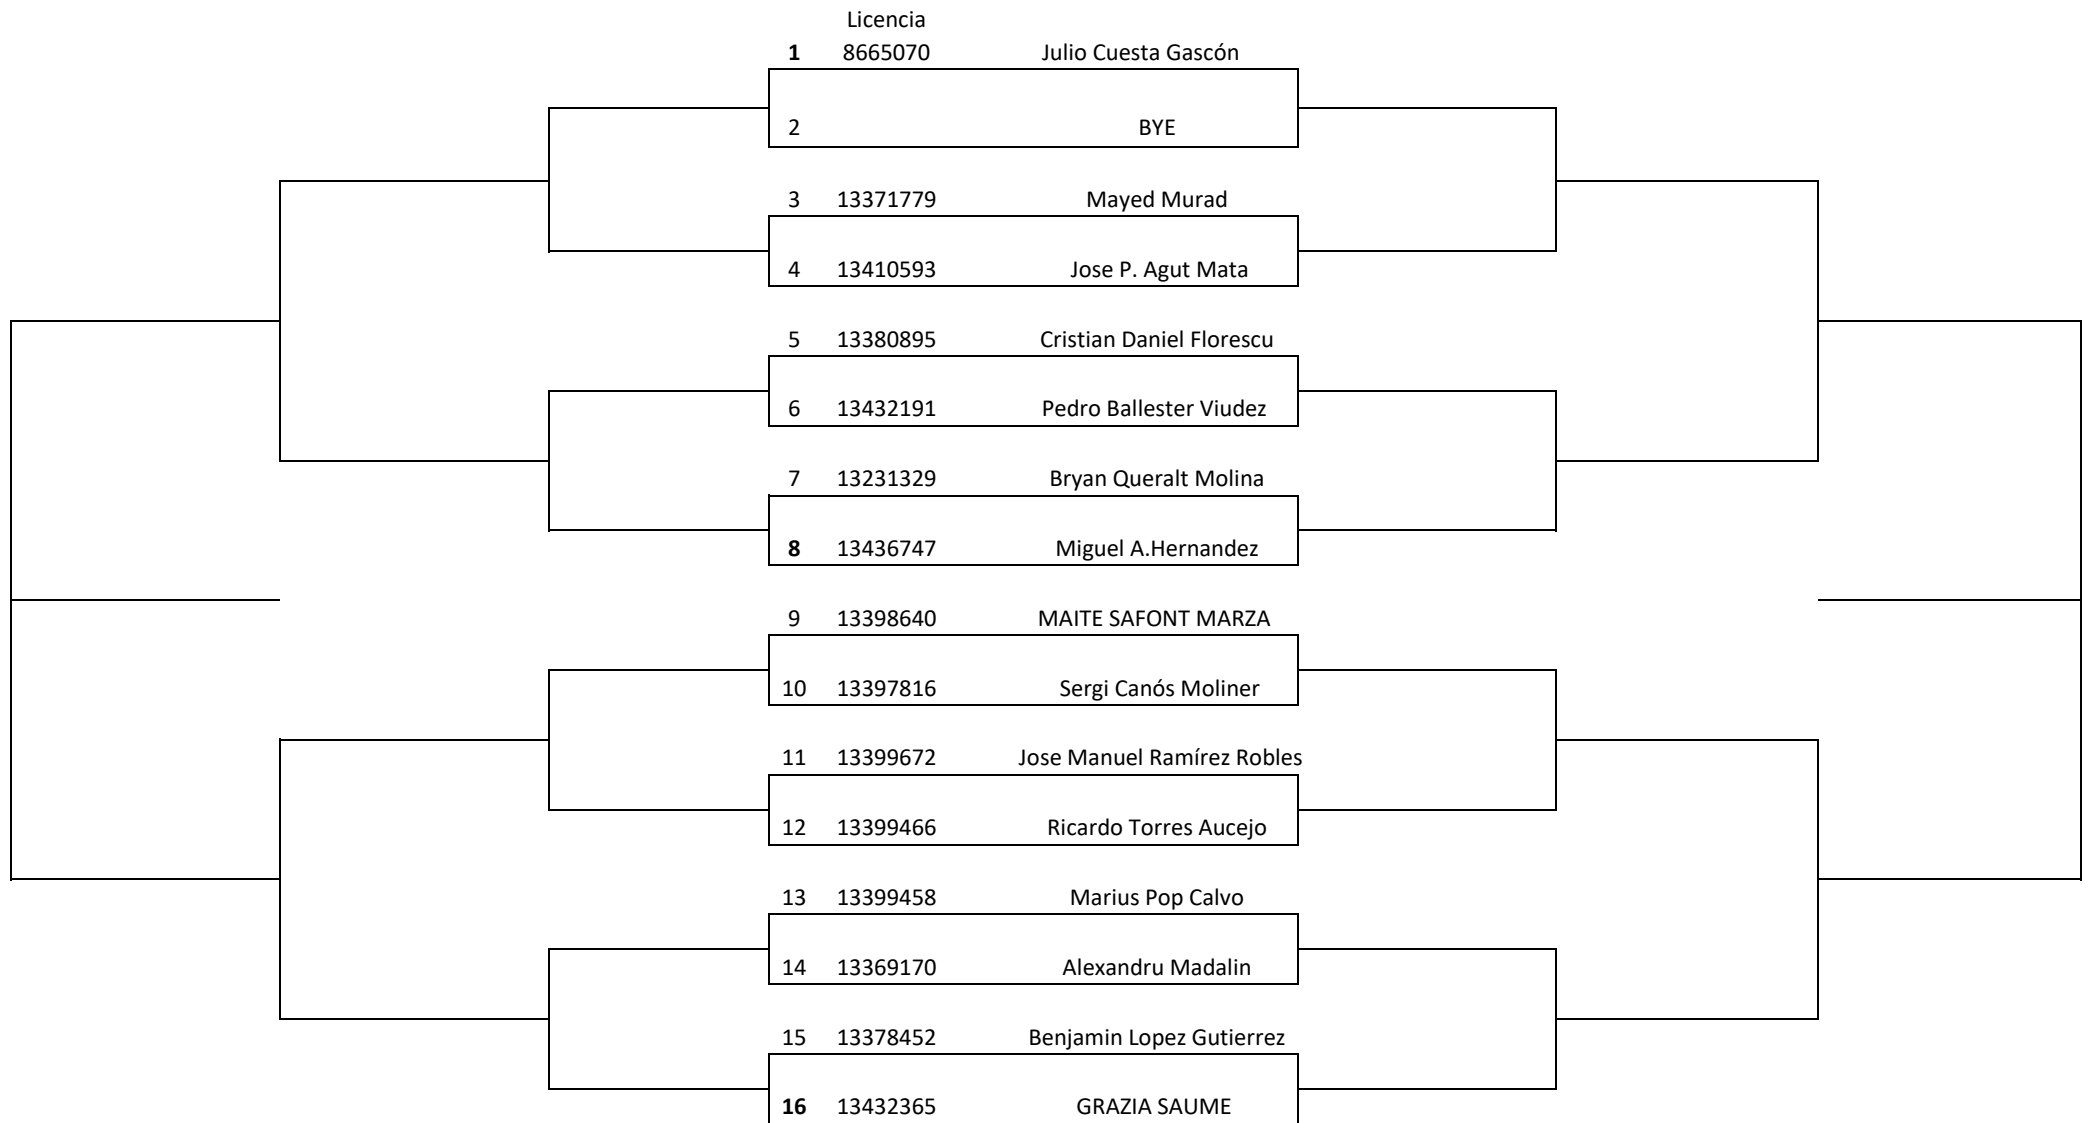 Licencia
1 8665070 Julio Cuesta Gascón
2 BYE
3 13371779 Mayed Murad
4 13410593 Jose P. Agut Mata
5 13380895 Cristian Daniel Florescu
6 13432191 Pedro Ballester Viudez
7 13231329 Bryan Queralt Molina
8 13436747 Miguel A.Hernandez
9 13398640 MAITE SAFONT MARZA
10 13397816 Sergi Canós Moliner
11 13399672 Jose Manuel Ramírez Robles
12 13399466 Ricardo Torres Aucejo
13 13399458 Marius Pop Calvo
14 13369170 Alexandru Madalin
15 13378452 Benjamin Lopez Gutierrez
16 13432365 GRAZIA SAUME